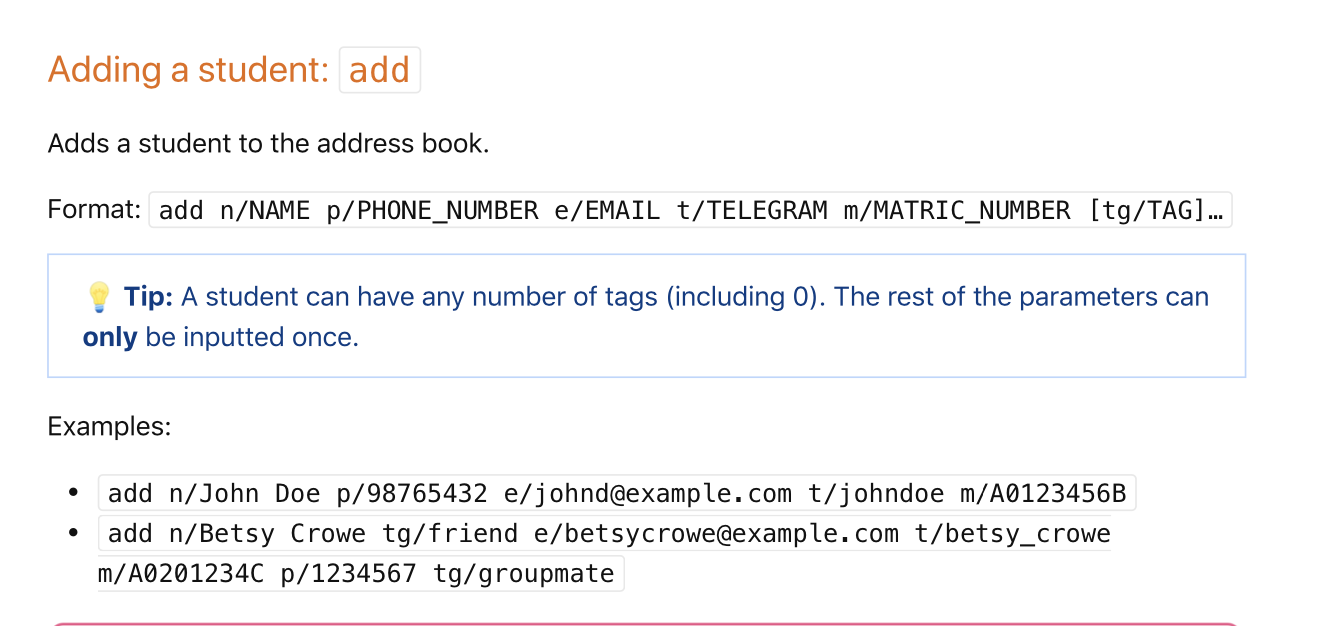 Adding a student: add
Adds a student to the address book.
Format: add n/NAME p/PHONE_NUMBER e/EMAIL t/TELEGRAM m/MATRIC_NUMBER [tg/TAG]…
💡 Tip: A student can have any number of tags (including 0). The rest of the parameters can
only be inputted once.
Examples:
• add n/John Doe p/98765432 e/johnd@example.com t/johndoe m/A0123456B
• add n/Betsy Crowe tg/friend e/betsycrowe@example.com t/betsy_crowe
m/A0201234C p/1234567 tg/groupmate